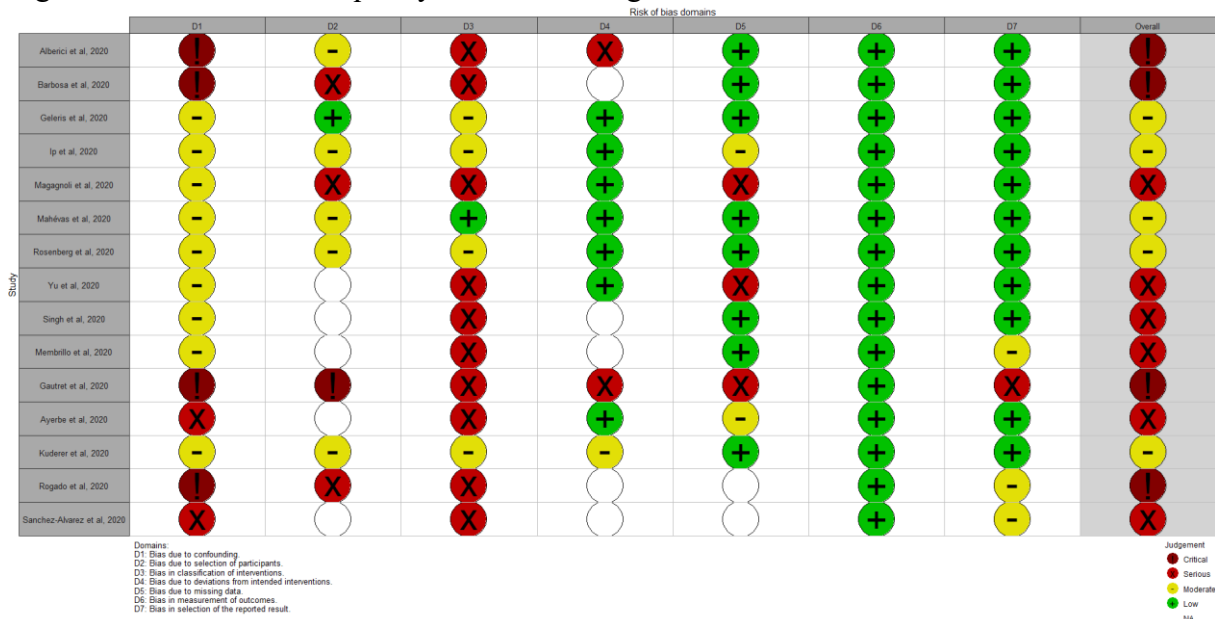 Risk of bias domains
D1 D2 D3 D4 D5 D6 D7 Overall
Study
Alberici et al, 2020 ! - X X + + + !
Barbosa et al, 2020 ! X X + + + !
Geleris et al, 2020 - + - + + + + -
Ip et al, 2020 - - - + - + + -
Magagnoli et al, 2020 - X X + X + + X
Mahévas et al, 2020 - - + + + + + -
Rosenberg et al, 2020 - - - + + + + -
Yu et al, 2020 - X + X + + X
Singh et al, 2020 - X + + + X
Membrillo et al, 2020 - X + + - X
Gautret et al, 2020 ! ! X X X + X !
Ayerbe et al, 2020 X X + - + + X
Kuderer et al, 2020 - - - - + + + -
Rogado et al, 2020 ! X X + - !
Sanchez-Alvarez et al, 2020 X X + - X
Domains:
D1: Bias due to confounding.
D2: Bias due to selection of participants.
D3: Bias in classification of interventions.
D4: Bias due to deviations from intended interventions.
D5: Bias due to missing data.
D6: Bias in measurement of outcomes.
D7: Bias in selection of the reported result.
Judgement
! Critical
X Serious
- Moderate
+ Low
NA